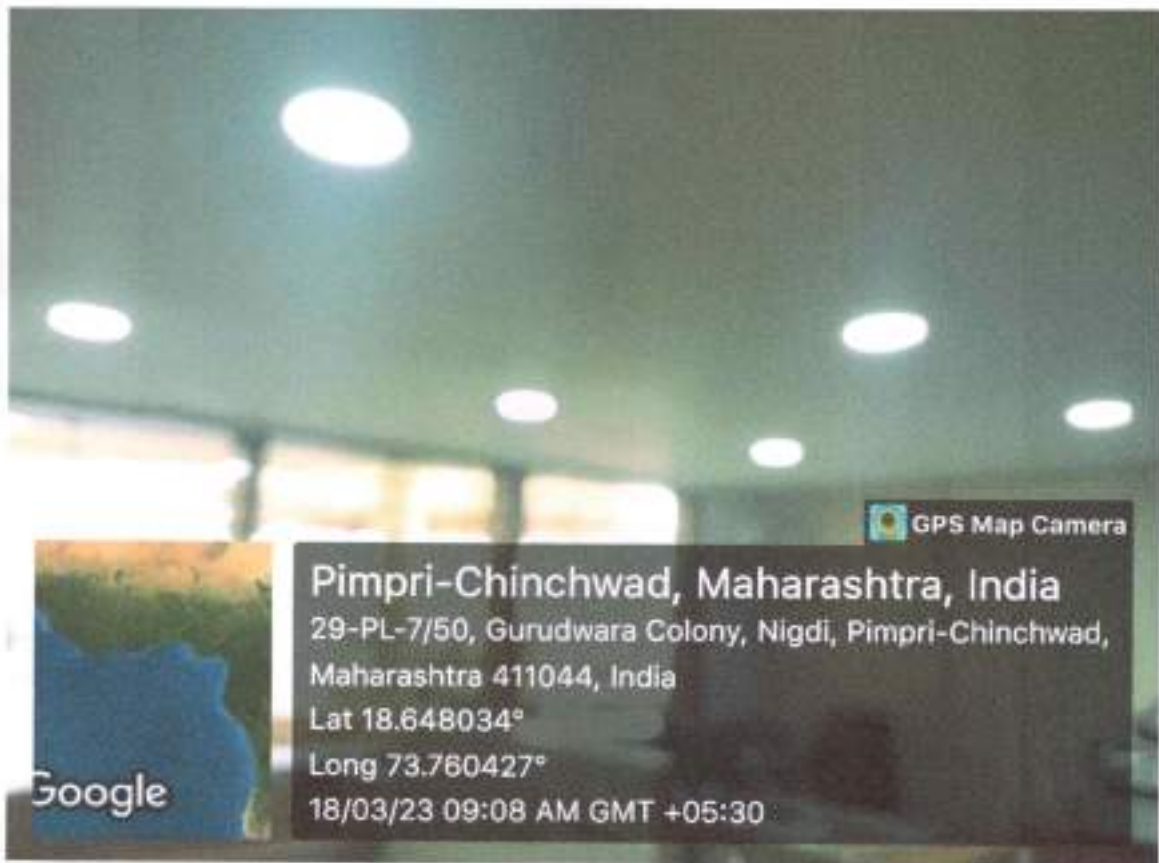 GPS Map Camera
Pimpri-Chinchwad, Maharashtra, India
29-PL-7/50, Gurudwara Colony, Nigdi, Pimpri-Chinchwad,
Maharashtra 411044, India
Lat 18.648034°
Long 73.760427°
18/03/23 09:08 AM GMT +05:30
Google